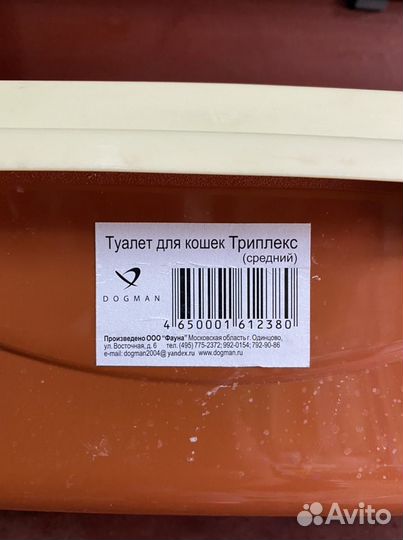 Туалет для кошек Триплекс
(средний)
DOGMAN
4 650001 612380
Произведено ООО "Фауна" Московская область г. Одинцово,
ул. Восточная, д. 6 тел. (495) 775-2372; 992-0154; 792-90-86
e-mail: dogman2004@yandex.ru www.dogman.ru
Avito